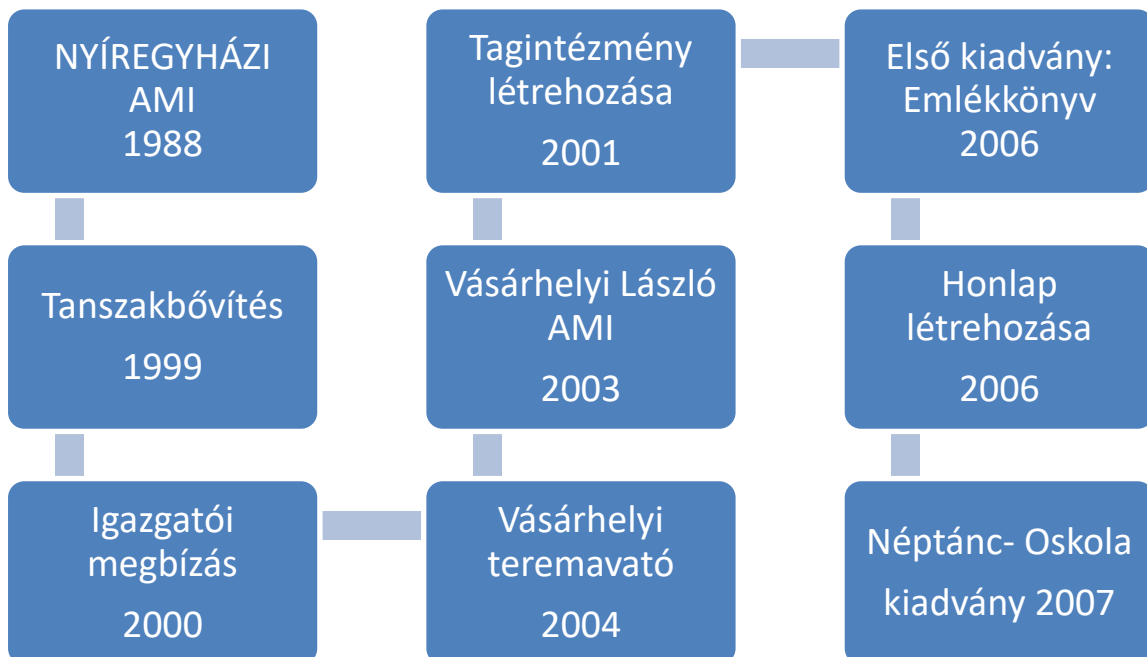 NYÍREGYHÁZI
AMI
1988
Tanszakbővítés
1999
Igazgatói
megbízás
2000
Vásárhelyi
teremavató
2004
Vásárhelyi László
AMI
2003
Tagintézmény
létrehozása
2001
Első kiadvány:
Emlékkönyv
2006
Honlap
létrehozása
2006
Néptánc- Oskola
kiadvány 2007